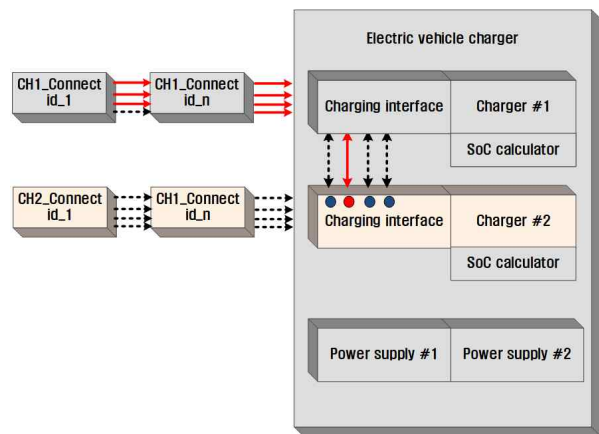 Electric vehicle charger
CH1_Connect
id_1
CH1_Connect
id_n
Charging interface
Charger #1
SoC calculator
CH2_Connect
id_1
CH1_Connect
id_n
Charging interface
Charger #2
SoC calculator
Power supply #1
Power supply #2